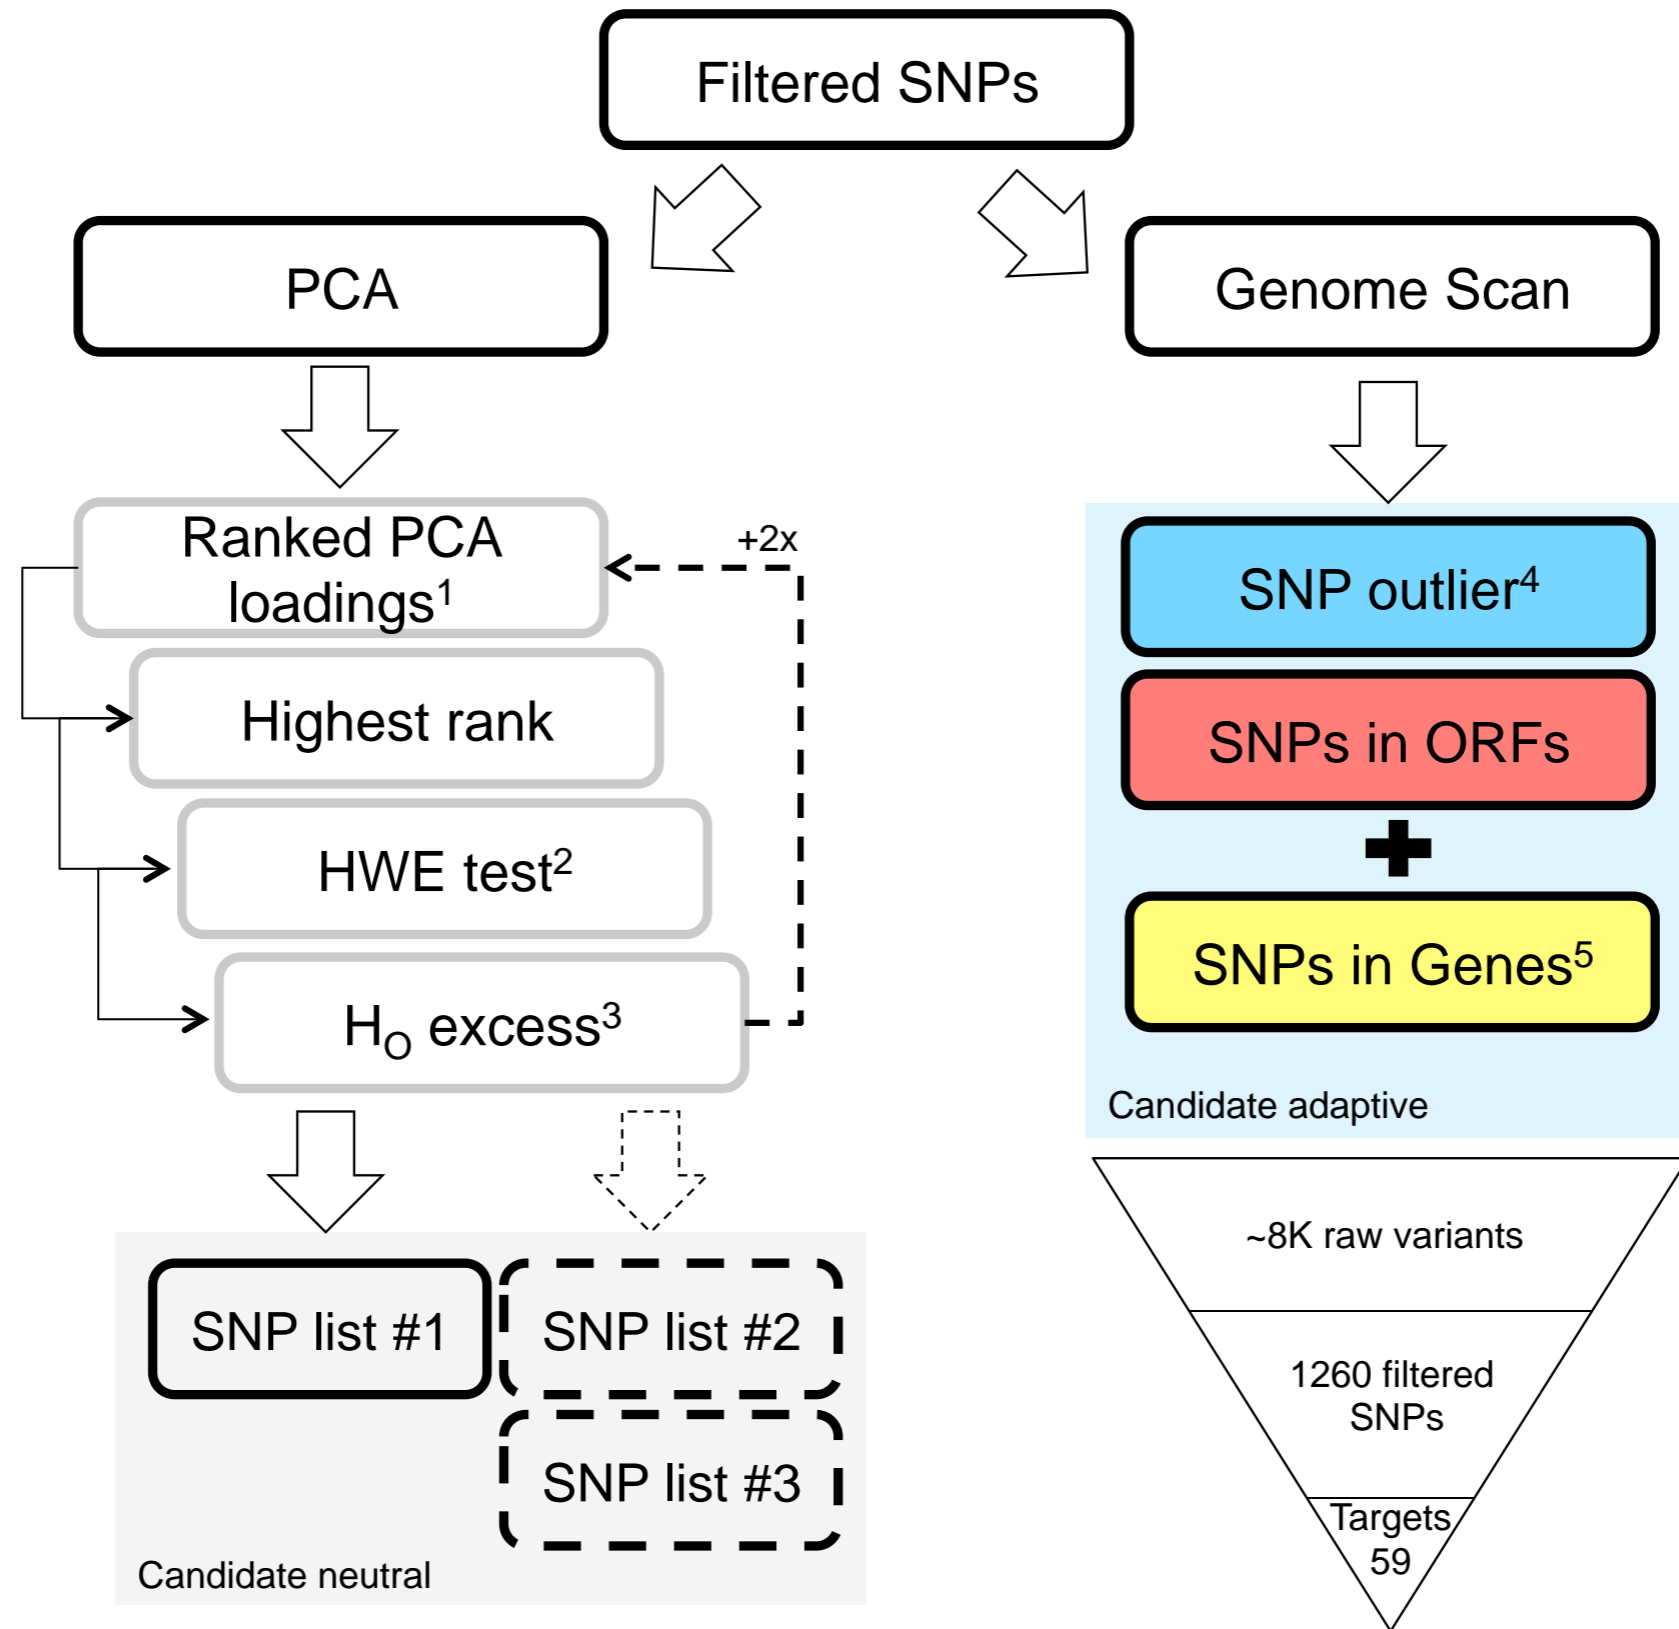 Filtered SNPs
PCA
Genome Scan
Ranked PCA
loadings¹
+2x
Highest rank
HWE test²
H_O excess³
SNP outlier⁴
SNPs in ORFs
SNPs in Genes⁵
Candidate adaptive
SNP list #1
SNP list #2
SNP list #3
Candidate neutral
~8K raw variants
1260 filtered
SNPs
Targets
59